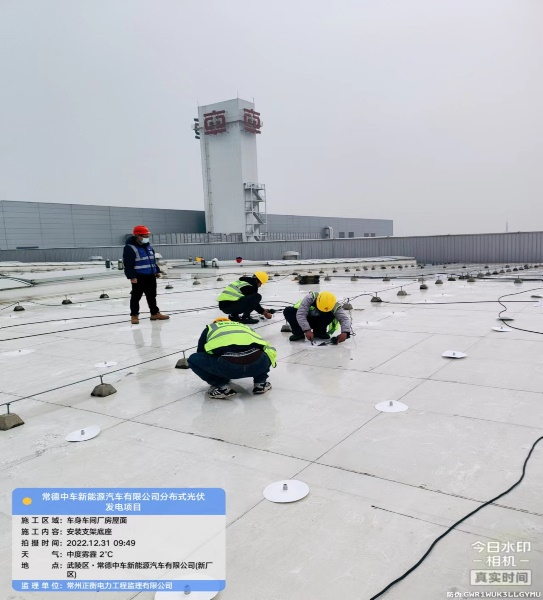 常德中车新能源汽车有限公司分布式光伏
发电项目
施工区域：车身车间厂房屋面
施工内容：安装支架底座
拍摄时间：2022.12.31 09:49
天 气：中度雾霾 2℃
地 点：武陵区·常德中车新能源汽车有限公司(新厂
区)
监理单位：常州正衡电力工程监理有限公司
今日水印
相机
真实时间
防伪 GWR1WUK3LLGYMU